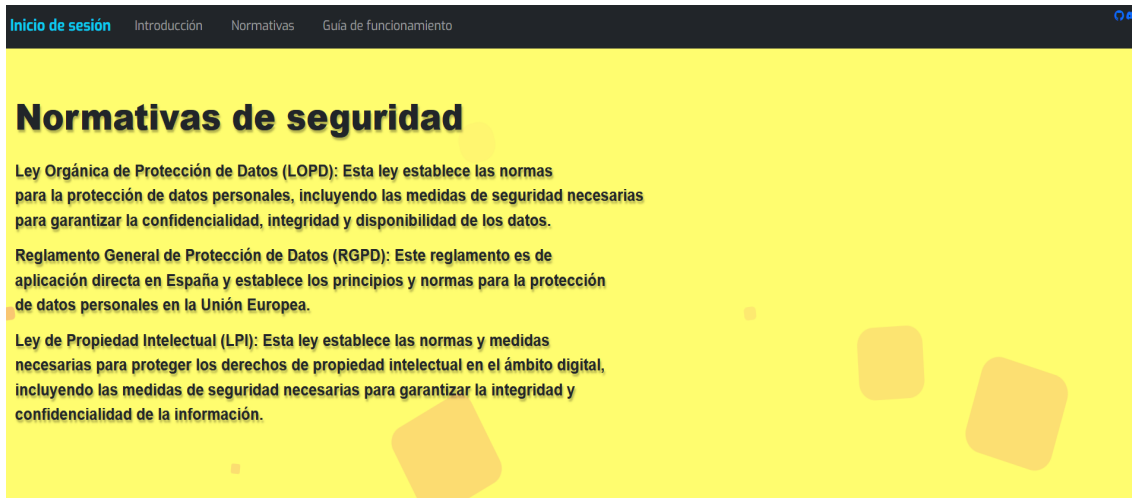 Inicio de sesión Introducción Normativas Guía de funcionamiento
Normativas de seguridad
Ley Orgánica de Protección de Datos (LOPD): Esta ley establece las normas
para la protección de datos personales, incluyendo las medidas de seguridad necesarias
para garantizar la confidencialidad, integridad y disponibilidad de los datos.
Reglamento General de Protección de Datos (RGPD): Este reglamento es de
aplicación directa en España y establece los principios y normas para la protección
de datos personales en la Unión Europea.
Ley de Propiedad Intelectual (LPI): Esta ley establece las normas y medidas
necesarias para proteger los derechos de propiedad intelectual en el ámbito digital,
incluyendo las medidas de seguridad necesarias para garantizar la integridad y
confidencialidad de la información.